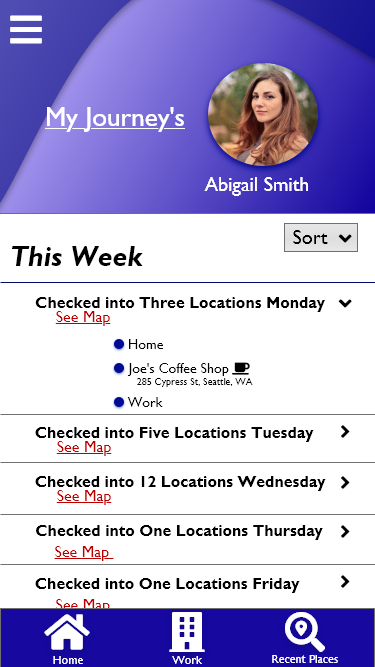 My Journey's
Abigail Smith
Sort
This Week
Checked into Three Locations Monday
See Map
Home
Joe's Coffee Shop
285 Cypress St, Seattle, WA
Work
Checked into Five Locations Tuesday
See Map
Checked into 12 Locations Wednesday
See Map
Checked into One Locations Thursday
See Map
Checked into One Locations Friday
See Map
Home
Work
Recent Places